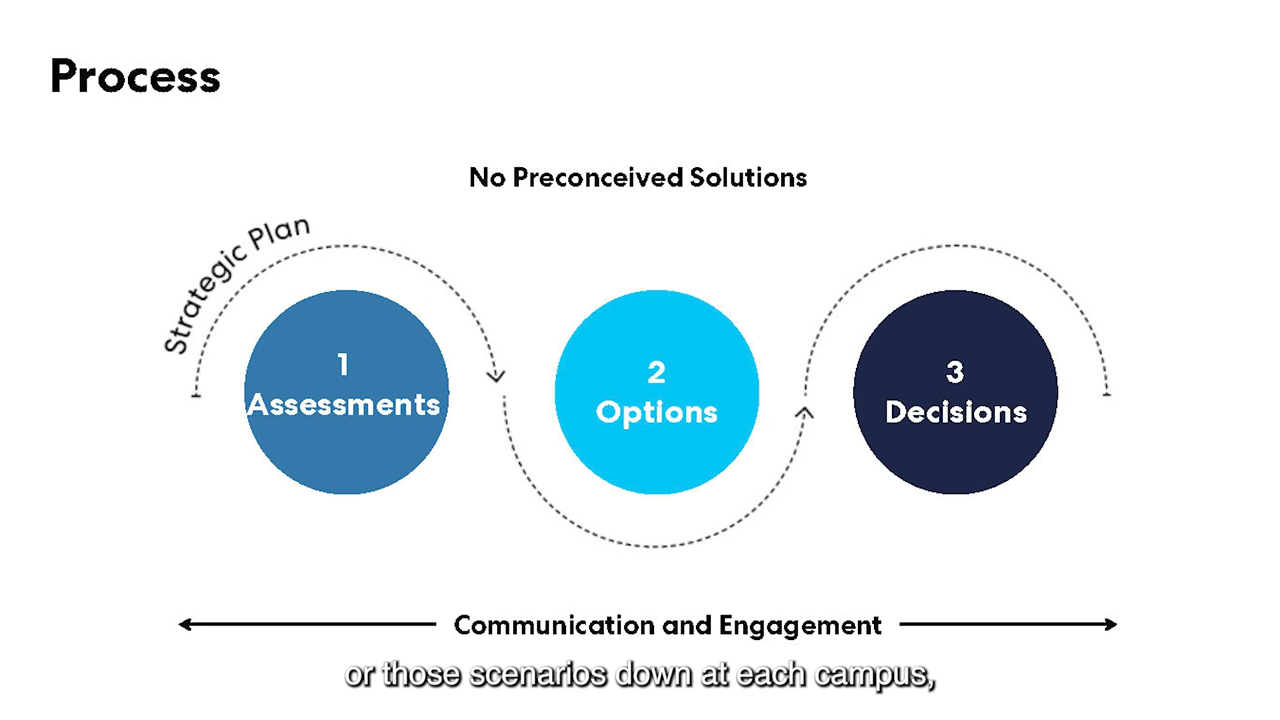 Process
No Preconceived Solutions
Strategic Plan
1
Assessments
2
Options
3
Decisions
Communication and Engagement
or those scenarios down at each campus,